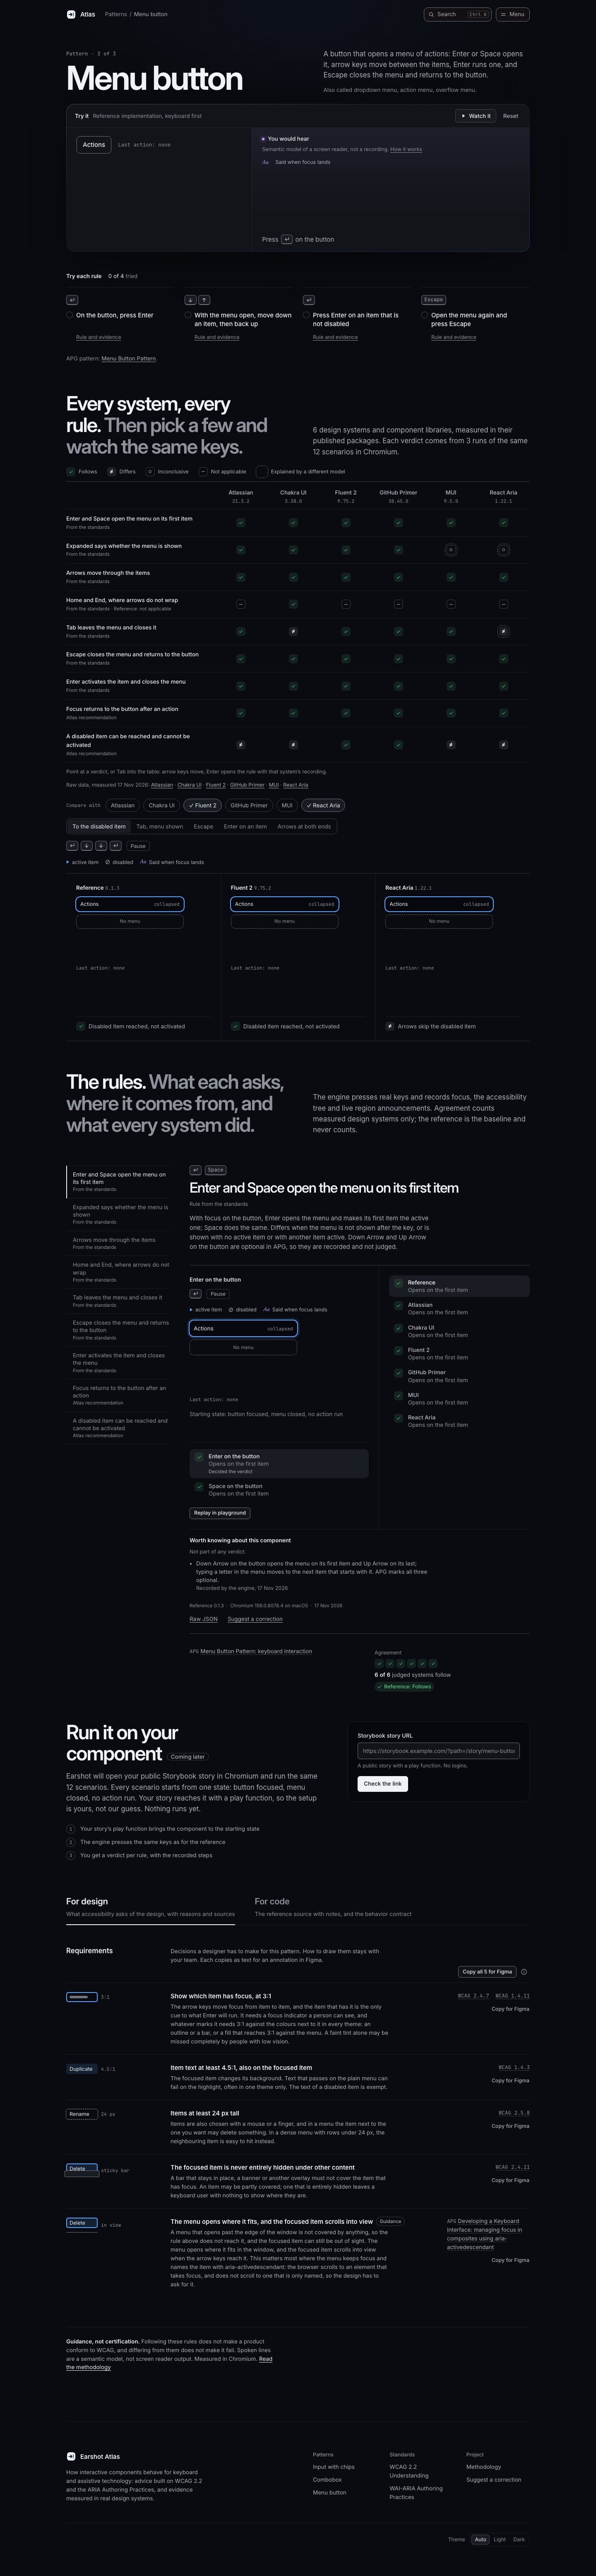 Atlas
Patterns / Menu button
Search Ctrl K
Menu
Pattern · 3 of 3
Menu button
A button that opens a menu of actions: Enter or Space opens
it, arrow keys move between the items, Enter runs one, and
Escape closes the menu and returns to the button.
Also called dropdown menu, action menu, overflow menu.
Try it Reference implementation, keyboard first
Watch it
Reset
Actions
Last action: none
You would hear
Semantic model of a screen reader, not a recording. How it works
Aa Said when focus lands
Press ↵ on the button
Try each rule 0 of 4 tried
↵
On the button, press Enter
Rule and evidence
↓ ↑
With the menu open, move down
an item, then back up
Rule and evidence
↵
Press Enter on an item that is
not disabled
Rule and evidence
Escape
Open the menu again and
press Escape
Rule and evidence
APG pattern: Menu Button Pattern.
Every system, every
rule. Then pick a few and
watch the same keys.
6 design systems and component libraries, measured in their
published packages. Each verdict comes from 3 runs of the same
12 scenarios in Chromium.
Follows
Differs
Inconclusive
Not applicable
Explained by a different model
Atlassian Chakra UI Fluent 2 GitHub Primer MUI React Aria
21.3.2 3.38.0 9.75.2 38.40.0 9.5.0 1.22.1
Enter and Space open the menu on its first item
From the standards
Expanded says whether the menu is shown
From the standards
Arrows move through the items
From the standards
Home and End, where arrows do not wrap
From the standards · Reference: not applicable
Tab leaves the menu and closes it
From the standards
Escape closes the menu and returns to the button
From the standards
Enter activates the item and closes the menu
From the standards
Focus returns to the button after an action
Atlas recommendation
A disabled item can be reached and cannot be
activated
Atlas recommendation
Point at a verdict, or Tab into the table: arrow keys move, Enter opens the rule with that system's recording.
Raw data, measured 17 Nov 2026: Atlassian · Chakra UI · Fluent 2 · GitHub Primer · MUI · React Aria
Compare with Atlassian Chakra UI ✓ Fluent 2 GitHub Primer MUI ✓ React Aria
To the disabled item Tab, menu shown Escape Enter on an item Arrows at both ends
↵ ↓ ↓ ↵ Pause
active item disabled Aa Said when focus lands
Reference 0.1.3
Actions collapsed
No menu
Last action: none
Disabled item reached, not activated
Fluent 2 9.75.2
Actions collapsed
No menu
Last action: none
Disabled item reached, not activated
React Aria 1.22.1
Actions collapsed
No menu
Last action: none
Arrows skip the disabled item
The rules. What each asks,
where it comes from, and
what every system did.
The engine presses real keys and records focus, the accessibility
tree and live region announcements. Agreement counts
measured design systems only; the reference is the baseline and
never counts.
Enter and Space open the menu on
its first item
From the standards
Expanded says whether the menu is
shown
From the standards
Arrows move through the items
From the standards
Home and End, where arrows do not
wrap
From the standards
Tab leaves the menu and closes it
From the standards
Escape closes the menu and returns
to the button
From the standards
Enter activates the item and closes
the menu
From the standards
Focus returns to the button after an
action
Atlas recommendation
A disabled item can be reached and
cannot be activated
Atlas recommendation
↵ Space
Enter and Space open the menu on its first item
Rule from the standards
With focus on the button, Enter opens the menu and makes its first item the active
one; Space does the same. Differs when the menu is not shown after the key, or is
shown with no active item or with another item active. Down Arrow and Up Arrow
on the button are optional in APG, so they are recorded and not judged.
Enter on the button
↵ Pause
active item disabled Aa Said when focus lands
Actions collapsed
No menu
Last action: none
Starting state: button focused, menu closed, no action run
Enter on the button
Opens on the first item
Decided the verdict
Space on the button
Opens on the first item
Replay in playground
Reference
Opens on the first item
Atlassian
Opens on the first item
Chakra UI
Opens on the first item
Fluent 2
Opens on the first item
GitHub Primer
Opens on the first item
MUI
Opens on the first item
React Aria
Opens on the first item
Worth knowing about this component
Not part of any verdict.
Down Arrow on the button opens the menu on its first item and Up Arrow on its last;
typing a letter in the menu moves to the next item that starts with it. APG marks all three
optional.
Recorded by the engine, 17 Nov 2026
Reference 0.1.3 · Chromium 156.0.8078.4 on macOS · 17 Nov 2026
Raw JSON
Suggest a correction
APG Menu Button Pattern: keyboard interaction
Agreement
6 of 6 judged systems follow
✓ Reference: Follows
Run it on your
component Coming later
Earshot will open your public Storybook story in Chromium and run the same
12 scenarios. Every scenario starts from one state: button focused, menu
closed, no action run. Your story reaches it with a play function, so the setup
is yours, not our guess. Nothing runs yet.
1 Your story's play function brings the component to the starting state
2 The engine presses the same keys as for the reference
3 You get a verdict per rule, with the recorded steps
Storybook story URL
https://storybook.example.com/?path=/story/menu-button
A public story with a play function. No logins.
Check the link
For design
What accessibility asks of the design, with reasons and sources
For code
The reference source with notes, and the behavior contract
Requirements
Decisions a designer has to make for this pattern. How to draw them stays with
your team. Each copies as text for an annotation in Figma.
Copy all 5 for Figma
3:1
Show which item has focus, at 3:1
The arrow keys move focus from item to item, and the item that has it is the only
cue to what Enter will run. It needs a focus indicator a person can see, and
whatever marks it needs 3:1 against the colours next to it in every theme: an
outline or a bar, or a fill that reaches 3:1 against the menu. A faint tint alone may be
missed completely by people with low vision.
WCAG 2.4.7 WCAG 1.4.11
Copy for Figma
Duplicate 4.5:1
Item text at least 4.5:1, also on the focused item
The focused item changes its background. Text that passes on the plain menu can
fail on the highlight, often in one theme only. The text of a disabled item is exempt.
WCAG 1.4.3
Copy for Figma
Rename 24 px
Items at least 24 px tall
Items are also chosen with a mouse or a finger, and in a menu the item next to the
one you want may delete something. In a dense menu with rows under 24 px, the
neighbouring item is easy to hit instead.
WCAG 2.5.8
Copy for Figma
Delete sticky bar
The focused item is never entirely hidden under other content
A bar that stays in place, a banner or another overlay must not cover the item that
has focus. An item may be partly covered; one that is entirely hidden leaves a
keyboard user with nothing to show where they are.
WCAG 2.4.11
Copy for Figma
Delete in view
The menu opens where it fits, and the focused item scrolls into view Guidance
A menu that opens past the edge of the window is not covered by anything, so the
rule above does not reach it, and the focused item can still be out of sight. The
menu opens where it fits in the window, and the focused item scrolls into view
when the arrow keys reach it. This matters most where the menu keeps focus and
names the item with aria-activedescendant: the browser scrolls to an element that
takes focus, and does not scroll to one that is only named, so the design has to
ask for it.
APG Developing a Keyboard
Interface: managing focus in
composites using aria-
activedescendant
Copy for Figma
Guidance, not certification. Following these rules does not make a product
conform to WCAG, and differing from them does not make it fail. Spoken lines
are a semantic model, not screen reader output. Measured in Chromium. Read
the methodology
Earshot Atlas
How interactive components behave for keyboard
and assistive technology: advice built on WCAG 2.2
and the ARIA Authoring Practices, and evidence
measured in real design systems.
Patterns
Input with chips
Combobox
Menu button
Standards
WCAG 2.2
Understanding
WAI-ARIA Authoring
Practices
Project
Methodology
Suggest a correction
Theme Auto Light Dark